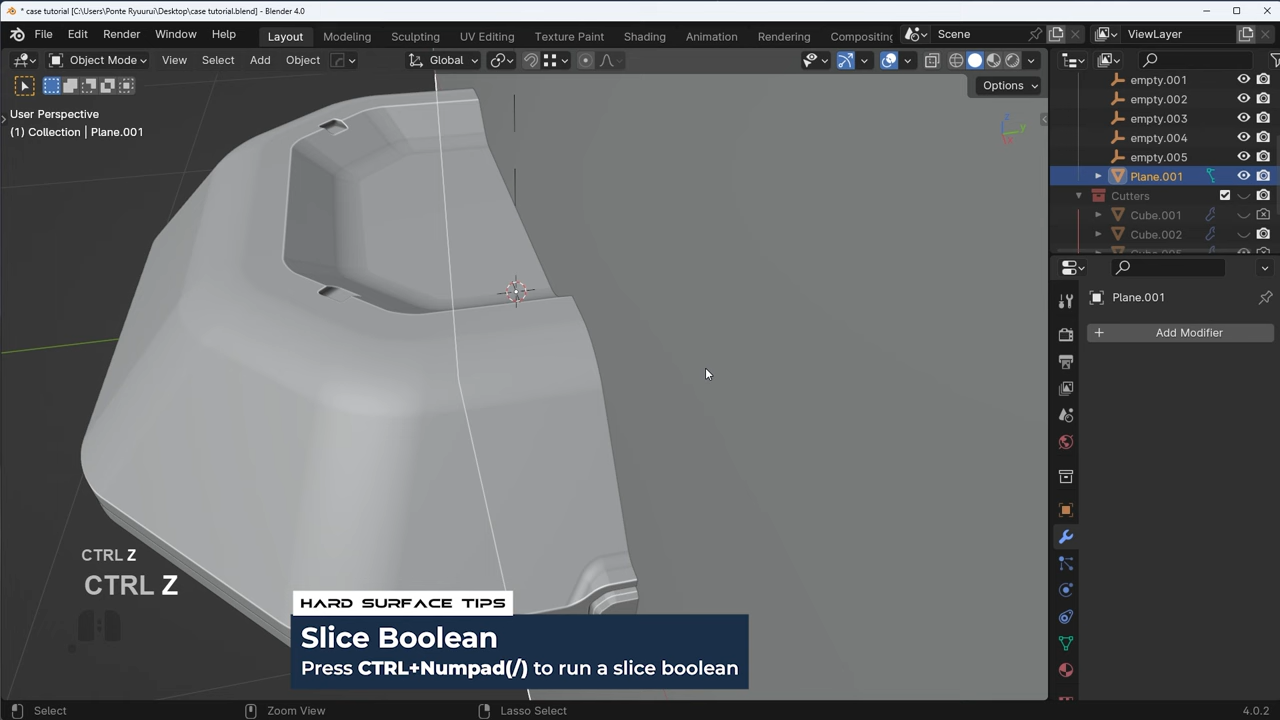 * case tutorial [C:\Users\Ponte Ryuurui\Desktop\case tutorial.blend] - Blender 4.0
File Edit Render Window Help Layout Modeling Sculpting UV Editing Texture Paint Shading Animation Rendering Compositing Scene ViewLayer
Object Mode View Select Add Object Global
Options
User Perspective
(1) Collection | Plane.001
empty.001
empty.002
empty.003
empty.004
empty.005
Plane.001
Cutters
Cube.001
Cube.002
Plane.001
Add Modifier
CTRL Z
CTRL Z
HARD SURFACE TIPS
Slice Boolean
Press CTRL+Numpad(/) to run a slice boolean
Select Zoom View Lasso Select 4.0.2